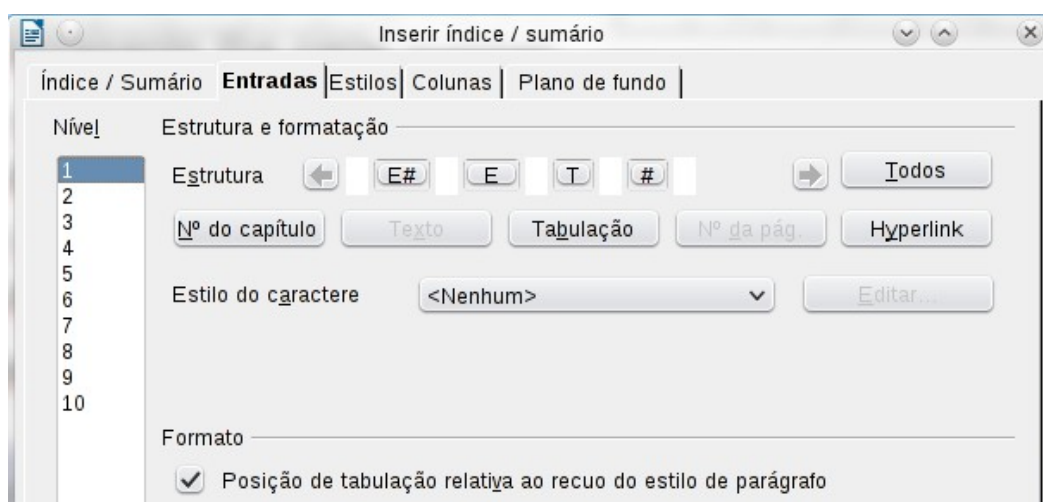 Inserir índice / sumário
Índice / Sumário Entradas Estilos Colunas Plano de fundo
Nível Estrutura e formatação
1 Estrutura E# E T # Todos
2
3 Nº do capítulo Texto Tabulação Nº da pág. Hyperlink
4
5
6 Estilo do caractere <Nenhum> Editar...
7
8
9
10
Formato
Posição de tabulação relativa ao recuo do estilo de parágrafo